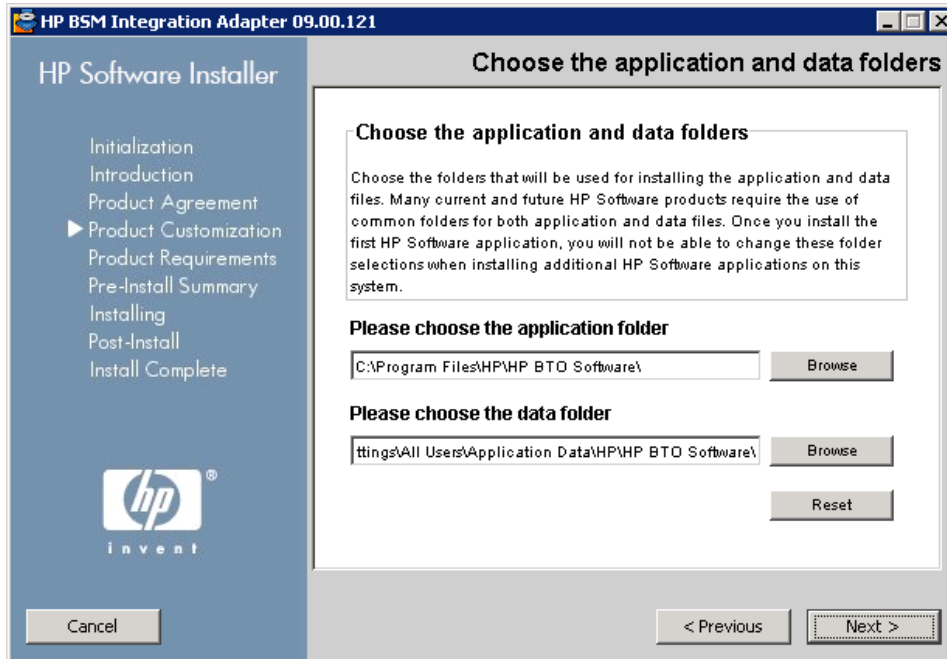 HP BSM Integration Adapter 09.00.121
HP Software Installer
Choose the application and data folders
Initialization
Introduction
Product Agreement
Product Customization
Product Requirements
Pre-Install Summary
Installing
Post-Install
Install Complete
hp
®
invent
Choose the application and data folders
Choose the folders that will be used for installing the application and data
files. Many current and future HP Software products require the use of
common folders for both application and data files. Once you install the
first HP Software application, you will not be able to change these folder
selections when installing additional HP Software applications on this
system.
Please choose the application folder
C:\Program Files\HP\HP BTO Software\
Browse
Please choose the data folder
ttings\All Users\Application Data\HP\HP BTO Software\
Browse
Reset
Cancel
< Previous
Next >